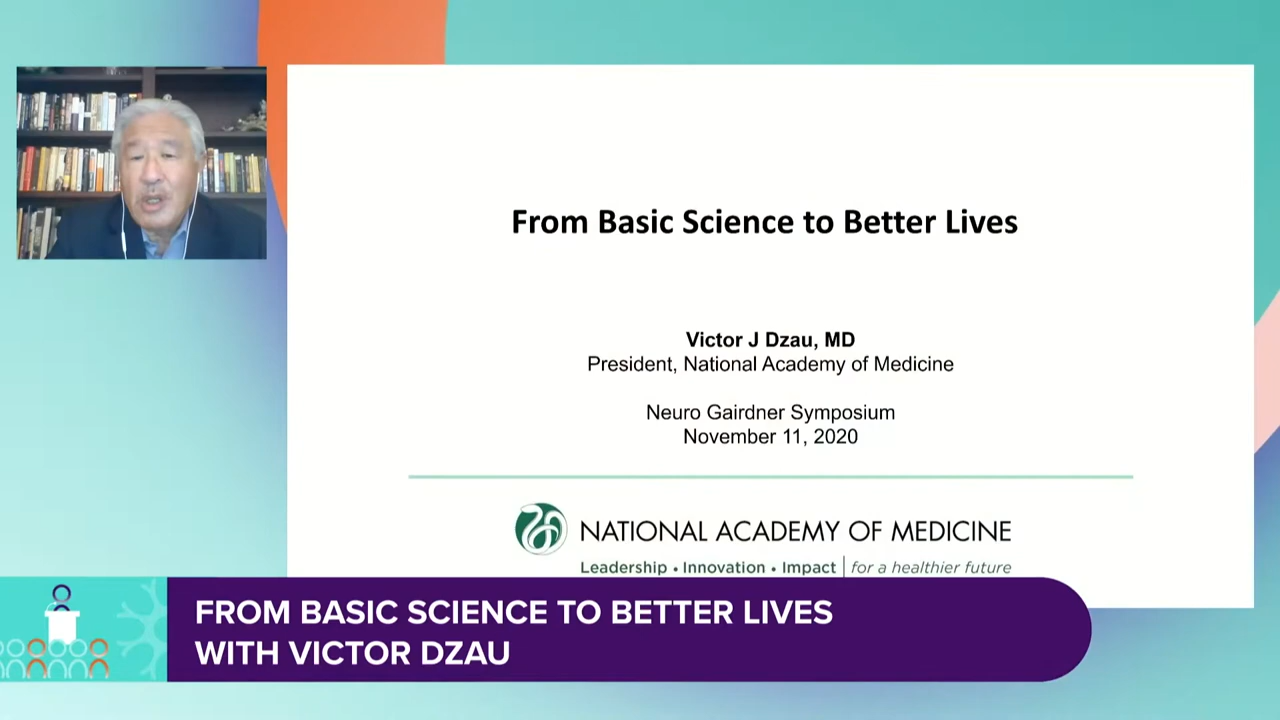 From Basic Science to Better Lives
Victor J Dzau, MD
President, National Academy of Medicine
Neuro Gairdner Symposium
November 11, 2020
NATIONAL ACADEMY OF MEDICINE
Leadership • Innovation • Impact | for a healthier future
FROM BASIC SCIENCE TO BETTER LIVES
WITH VICTOR DZAU